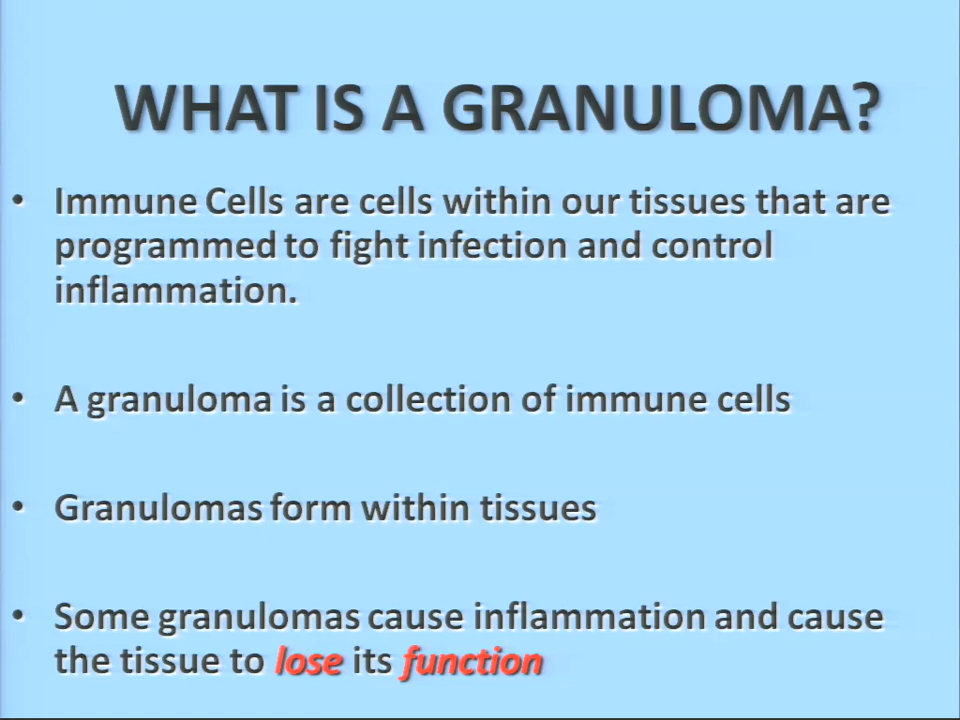 WHAT IS A GRANULOMA?
• Immune Cells are cells within our tissues that are
programmed to fight infection and control
inflammation.
• A granuloma is a collection of immune cells
• Granulomas form within tissues
• Some granulomas cause inflammation and cause
the tissue to lose its function